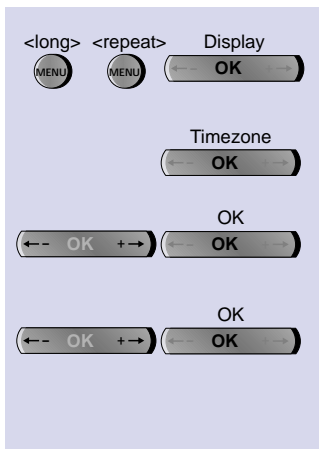 <long> <repeat> Display
MENU MENU ←- OK +→
Timezone
←- OK +→
OK
←- OK +→ ←- OK +→
OK
←- OK +→ ←- OK +→